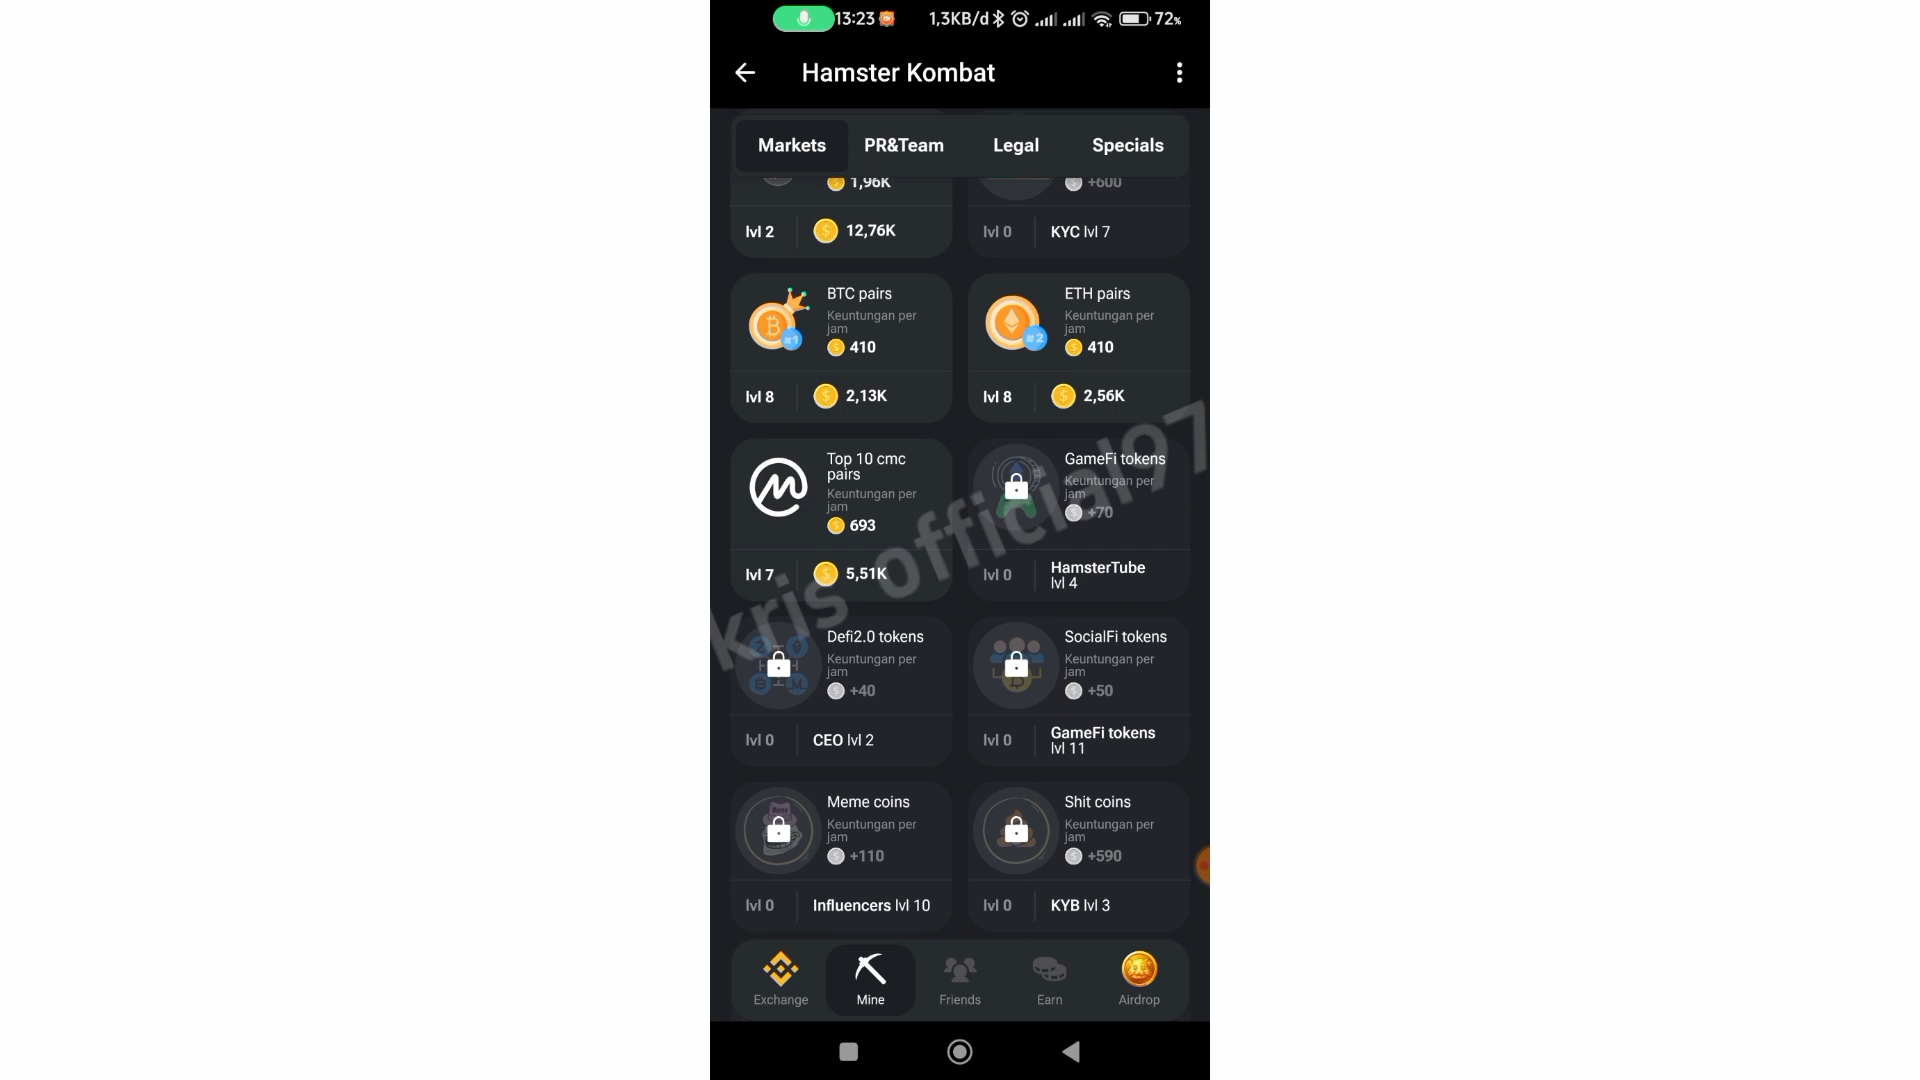 13:23 1,3KB/d 72%
Hamster Kombat
Markets PR&Team Legal Specials
1,96K +600
lvl 2 12,76K lvl 0 KYC lvl 7
BTC pairs ETH pairs
Keuntungan per Keuntungan per
jam jam
#1 410 #2 410
lvl 8 2,13K lvl 8 2,56K
Top 10 cmc GameFi tokens
pairs
Keuntungan per Keuntungan per
jam jam
693 +70
lvl 7 5,51K lvl 0 HamsterTube
lvl 4
kris official97
Defi2.0 tokens SocialFi tokens
Keuntungan per Keuntungan per
jam jam
+40 +50
lvl 0 CEO lvl 2 lvl 0 GameFi tokens
lvl 11
Meme coins Shit coins
Keuntungan per Keuntungan per
jam jam
+110 +590
lvl 0 Influencers lvl 10 lvl 0 KYB lvl 3
Exchange Mine Friends Earn Airdrop